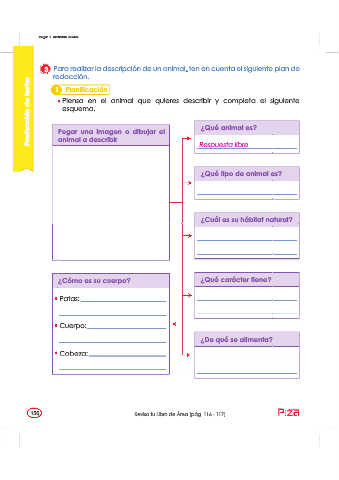 Producción de textos
3 Para realizar la descripción de un animal, ten en cuenta el siguiente plan de
redacción.
1 Planificación
• Piensa en el animal que quieres describir y completa el siguiente
esquema.
Pegar una imagen o dibujar el
animal a describir
¿Qué animal es?
Respuesta libre
¿Qué tipo de animal es?
¿Cuál es su hábitat natural?
¿Qué carácter tiene?
¿De qué se alimenta?
¿Cómo es su cuerpo?
• Patas:
• Cuerpo:
• Cabeza:
156
Revisa tu Libro de Área (pág. 116 - 117)